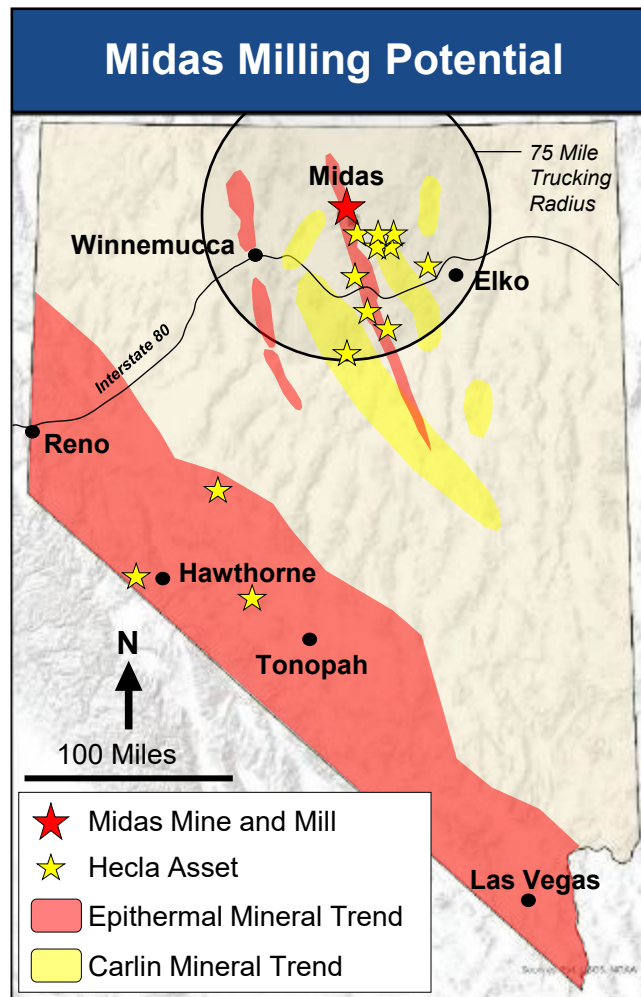 Midas Milling Potential
75 Mile
Trucking
Radius
Midas
Winnemucca
Elko
Interstate 80
Reno
Hawthorne
Tonopah
N
100 Miles
Las Vegas
Midas Mine and Mill
Hecla Asset
Epithermal Mineral Trend
Carlin Mineral Trend